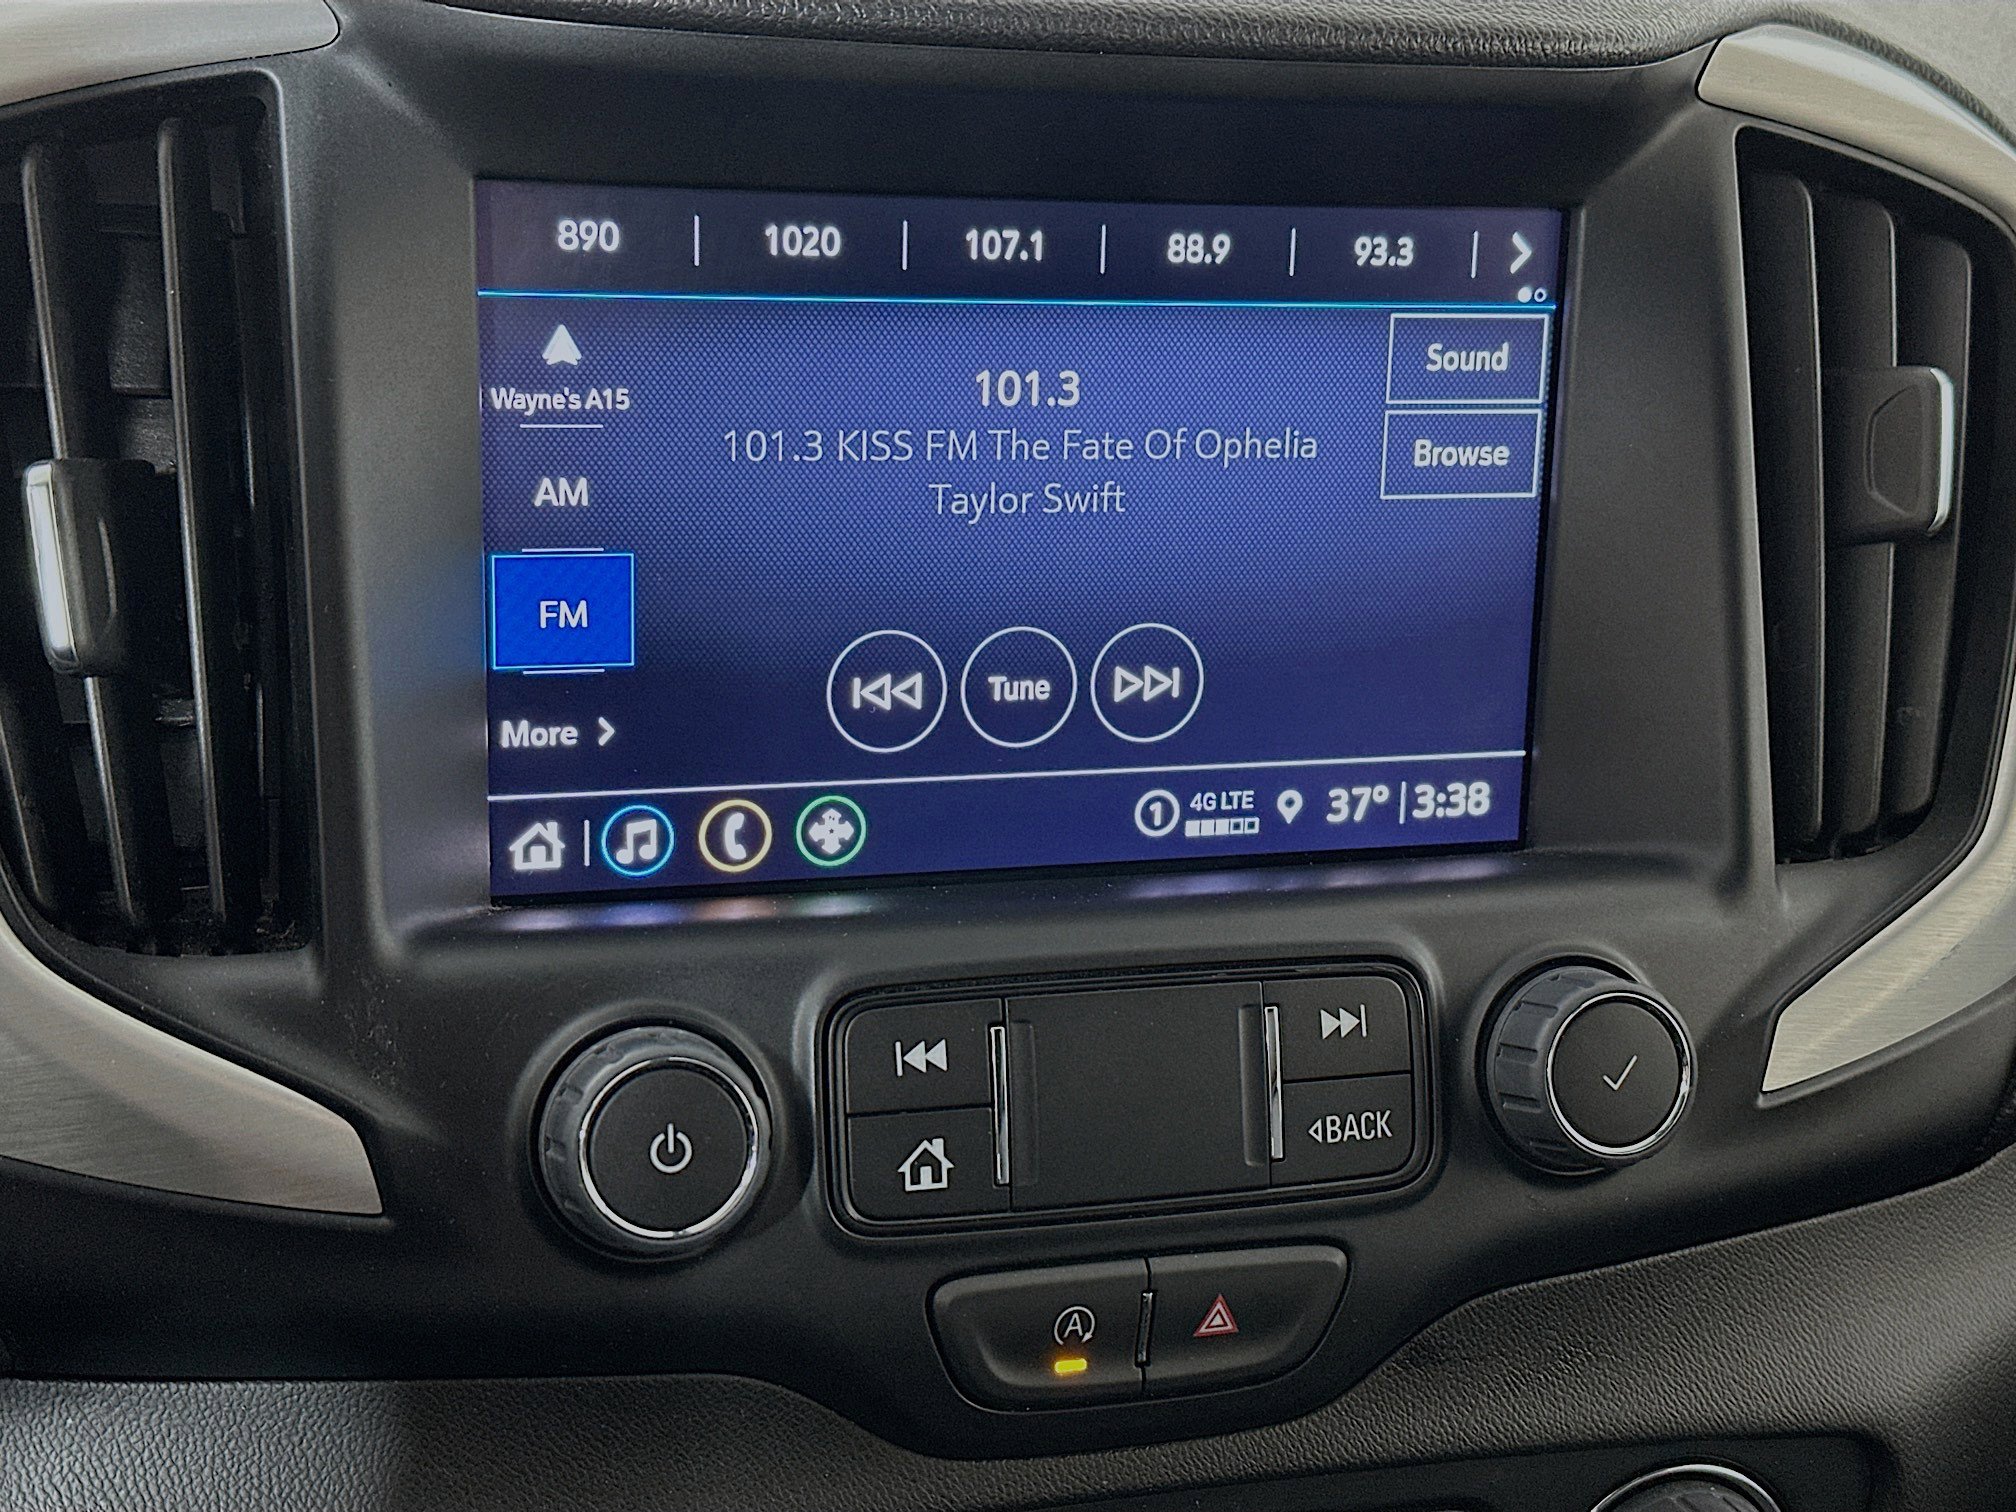 890 | 1020 | 107.1 | 88.9 | 93.3 |
Sound
Wayne's A15
101.3
101.3 KISS FM The Fate Of Ophelia
Browse
Taylor Swift
AM
FM
Tune
More
1 4G LTE 37° | 3:38
BACK
A